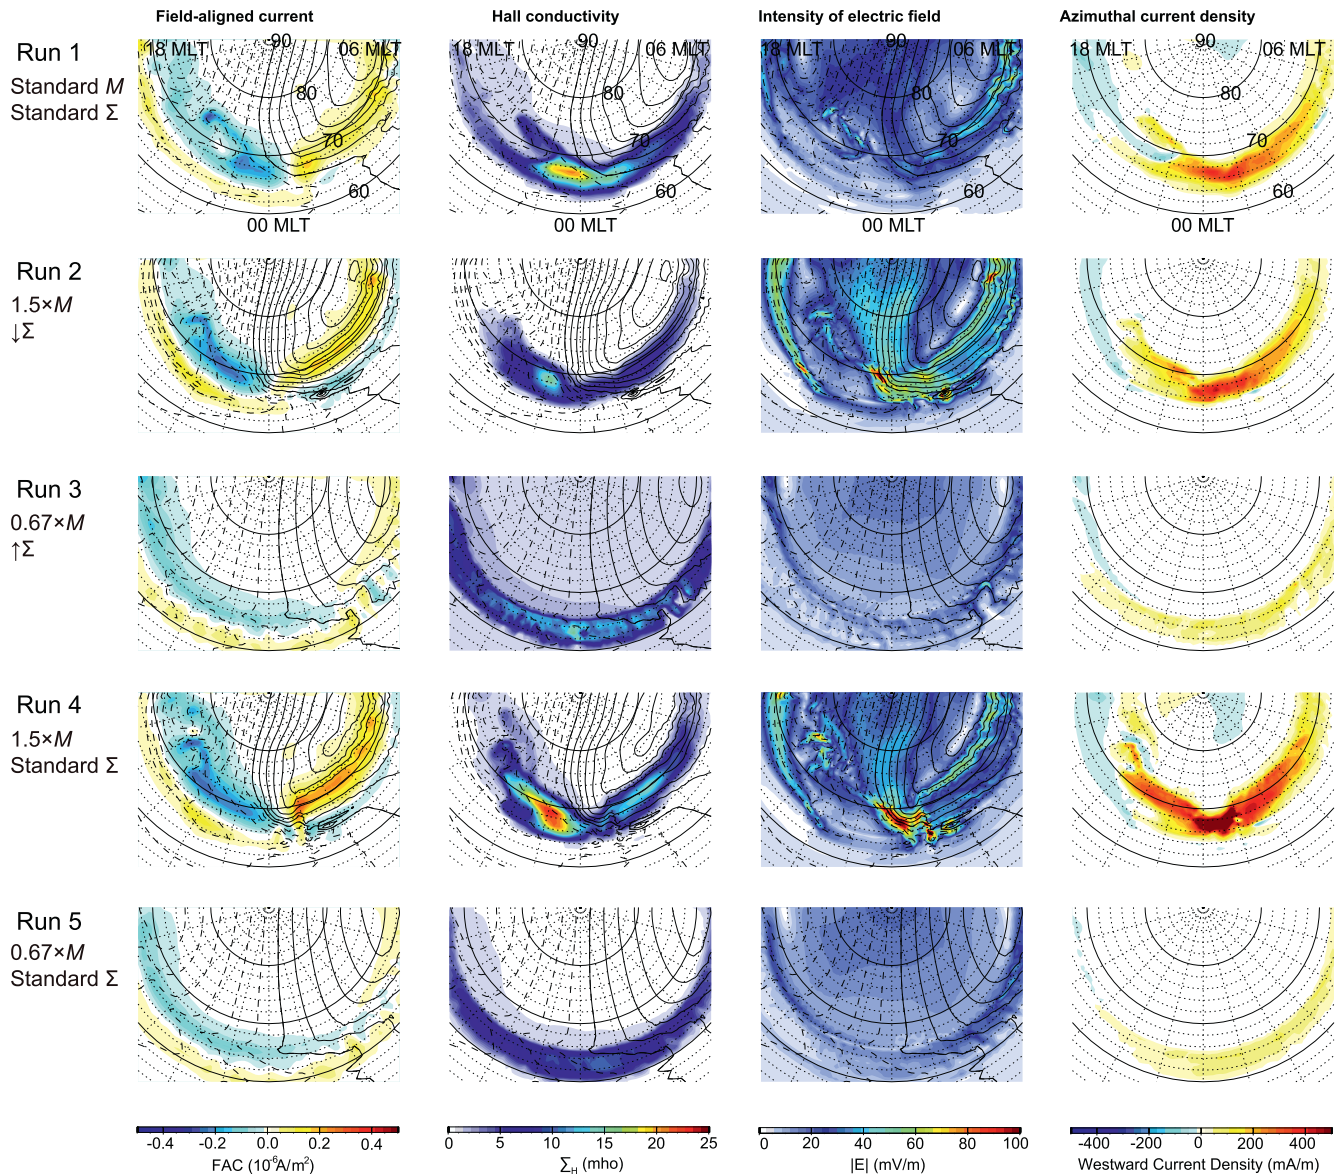 Field-aligned current
Hall conductivity
Intensity of electric field
Azimuthal current density
Run 1
Standard M
Standard Σ
18 MLT
90
06 MLT
80
70
60
00 MLT
18 MLT
90
06 MLT
80
70
60
00 MLT
18 MLT
90
06 MLT
80
70
60
00 MLT
18 MLT
90
06 MLT
80
70
60
00 MLT
Run 2
1.5×M
↓Σ
Run 3
0.67×M
↑Σ
Run 4
1.5×M
Standard Σ
Run 5
0.67×M
Standard Σ
-0.4 -0.2 0.0 0.2 0.4
FAC (10⁻⁶A/m²)
0 5 10 15 20 25
Σ_H (mho)
0 20 40 60 80 100
|E| (mV/m)
-400 -200 0 200 400
Westward Current Density (mA/m)